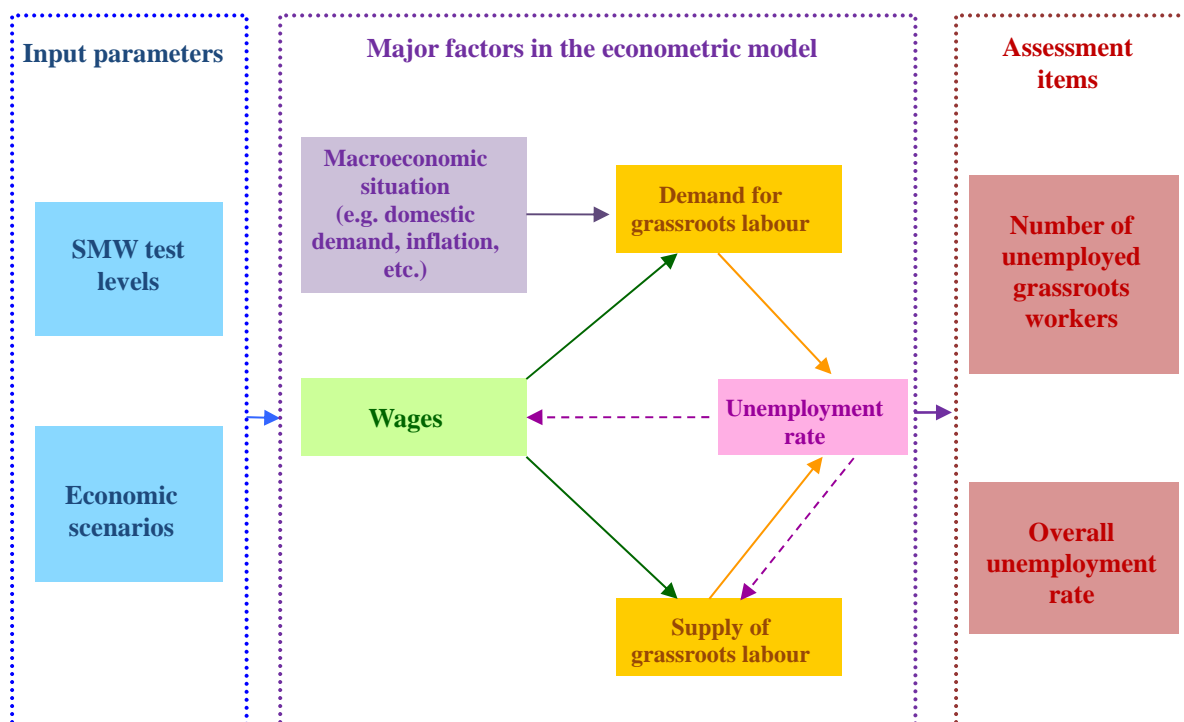 Input parameters
SMW test
levels
Economic
scenarios
Major factors in the econometric model
Macroeconomic
situation
(e.g. domestic
demand, inflation,
etc.)
Demand for
grassroots labour
Wages
Unemployment
rate
Supply of
grassroots labour
Assessment
items
Number of
unemployed
grassroots
workers
Overall
unemployment
rate